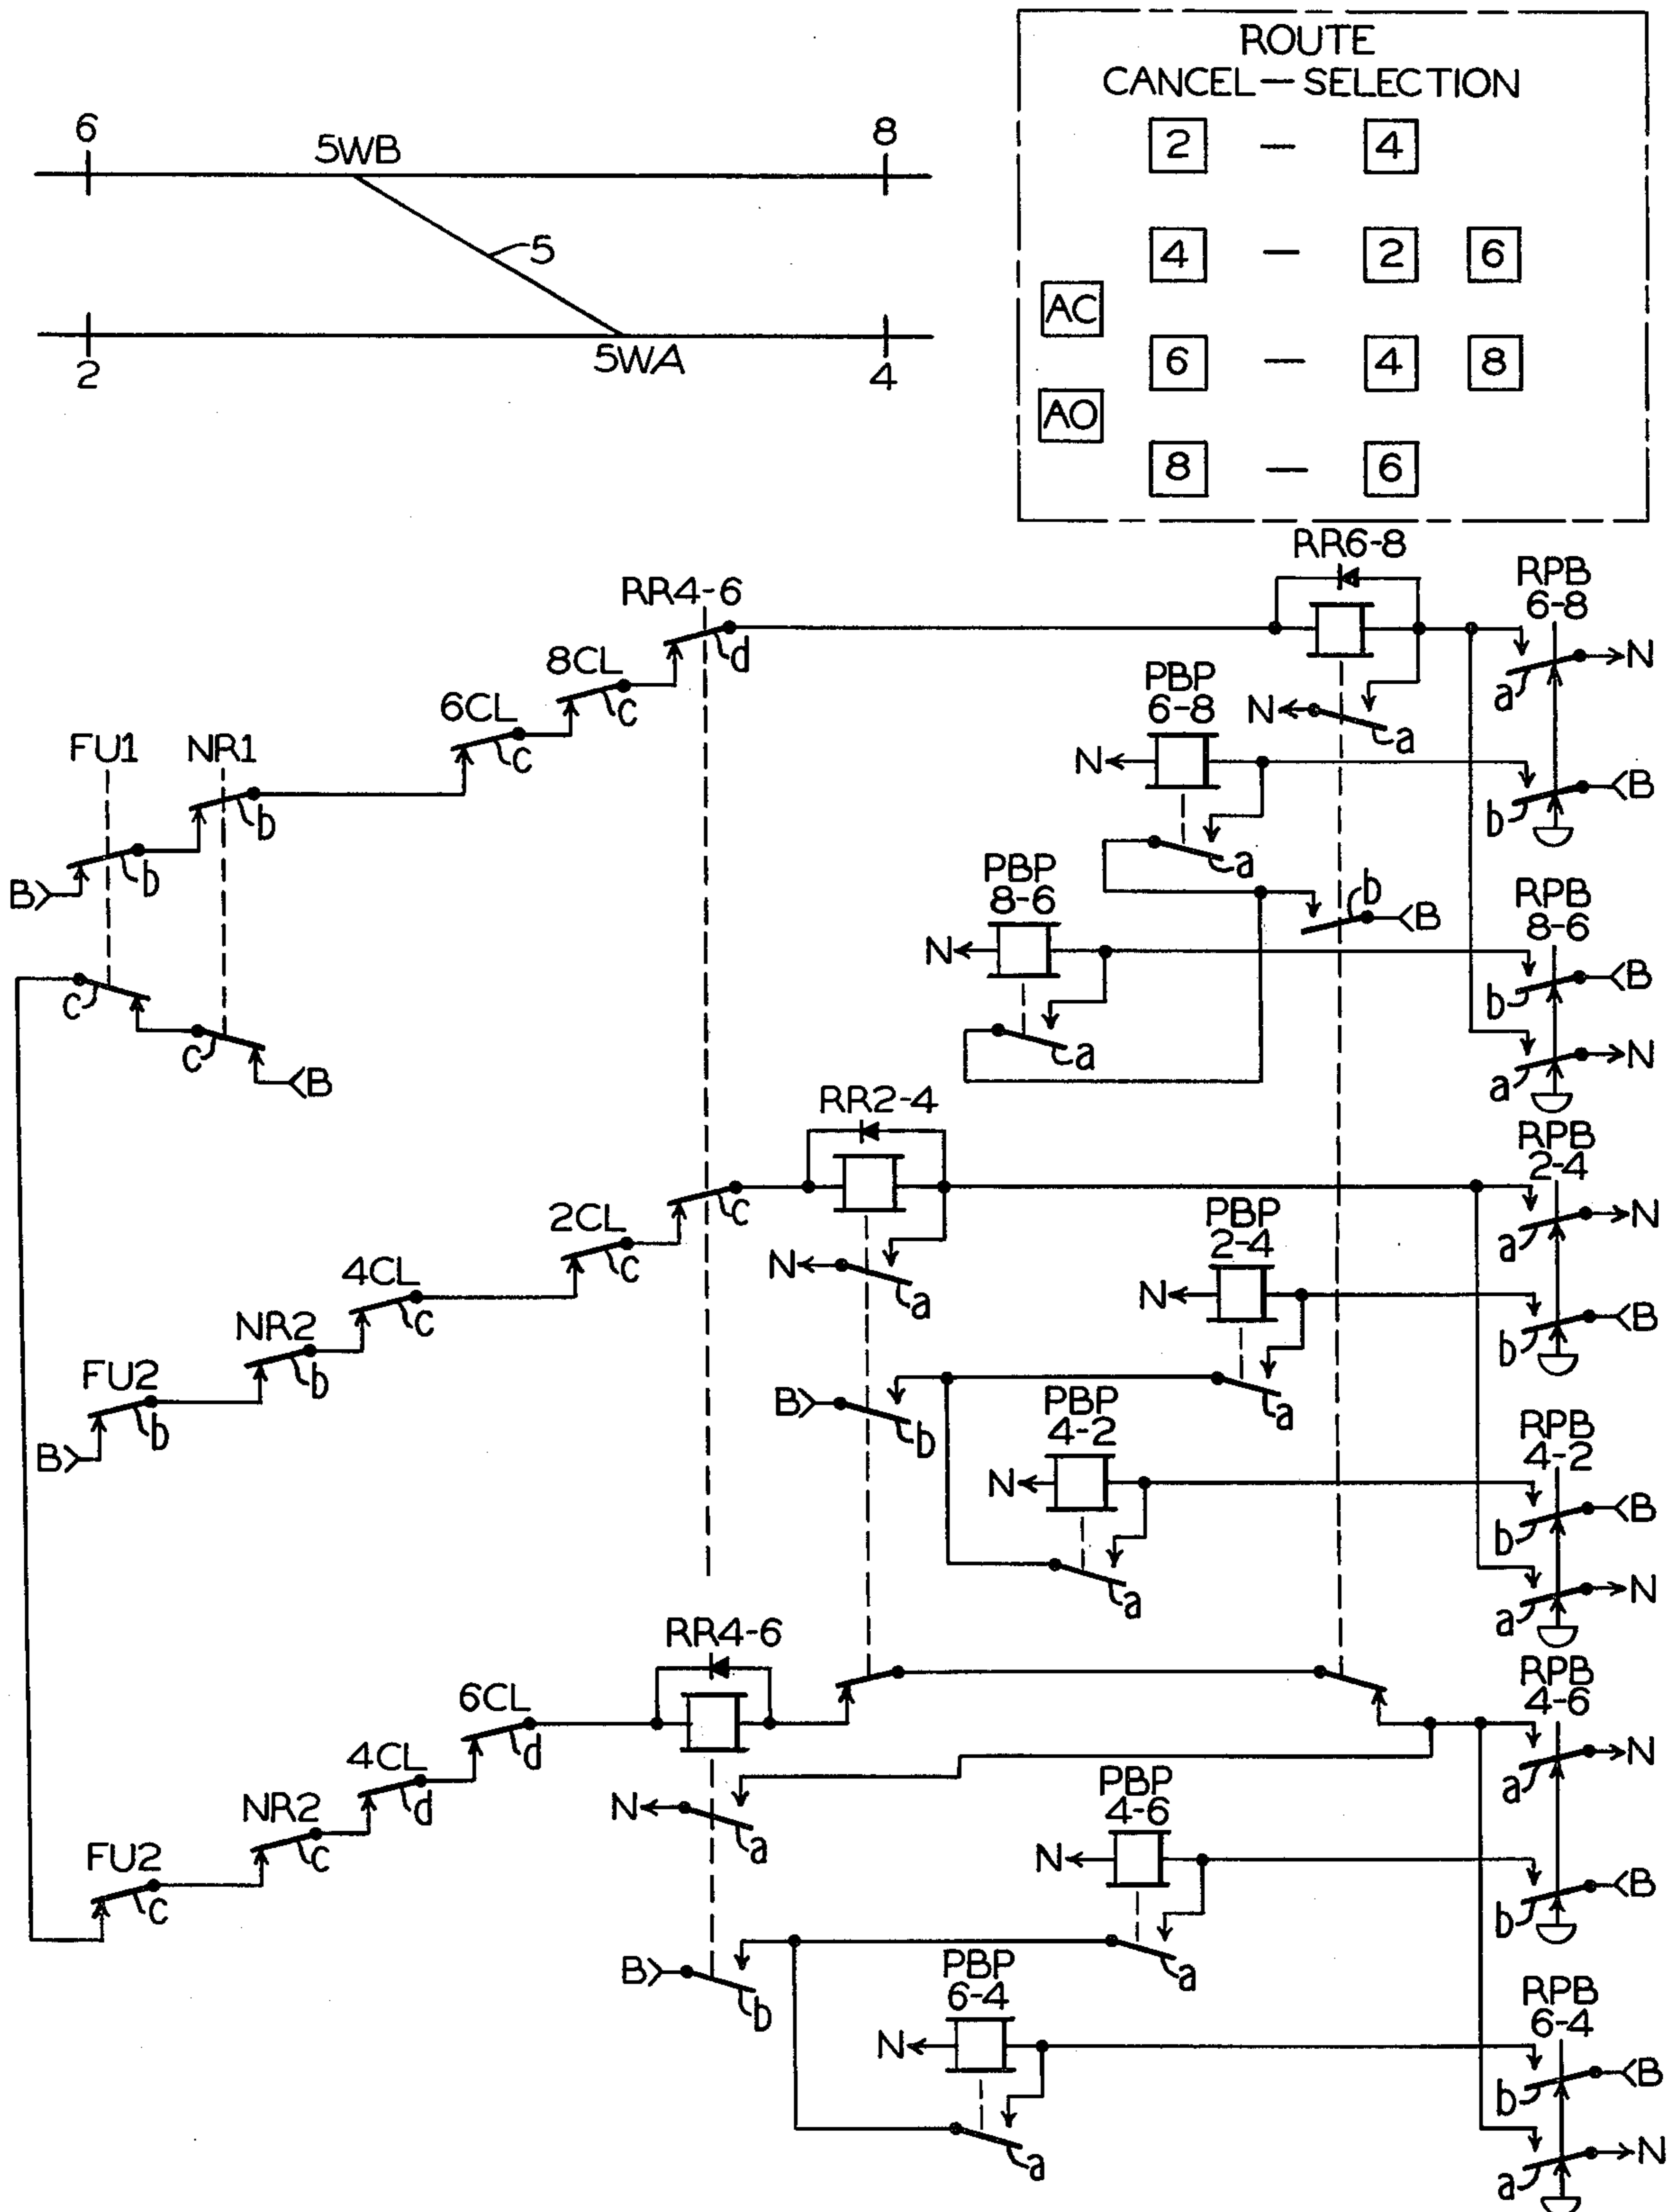 ROUTE
CANCEL — SELECTION
2 — 4
4 — 2 6
AC
6 — 4 8
AO
8 — 6
6
5WB
8
5
2
5WA
4
RR6-8
RPB
6-8
RR4-6
d
N
8CL
c
a
PBP
6-8
N
a
6CL
c
FU1
NR1
N
B
b
b
b
B
a
PBP
8-6
b
B
RPB
8-6
N
B
b
c
c
a
N
B
a
RR2-4
RPB
2-4
c
2CL
c
PBP
2-4
N
a
N
a
4CL
c
N
B
b
NR2
b
FU2
b
B
a
B
b
PBP
4-2
RPB
4-2
N
B
b
a
N
a
RR4-6
RPB
4-6
6CL
d
4CL
d
N
a
PBP
4-6
NR2
c
N
a
FU2
c
N
B
b
B
b
a
PBP
6-4
RPB
6-4
N
B
b
a
N
a